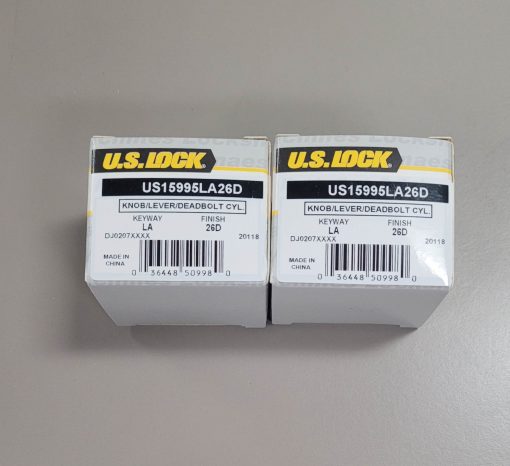 U.S. LOCK
US15995LA26D
KNOB/LEVER/DEADBOLT CYL.
KEYWAY FINISH
LA 26D
DJ0207XXXX 20118
MADE IN
CHINA
0 36448 50998 0
U.S. LOCK
US15995LA26D
KNOB/LEVER/DEADBOLT CYL.
KEYWAY FINISH
LA 26D
DJ0207XXXX 20118
MADE IN
CHINA
0 36448 50998 0